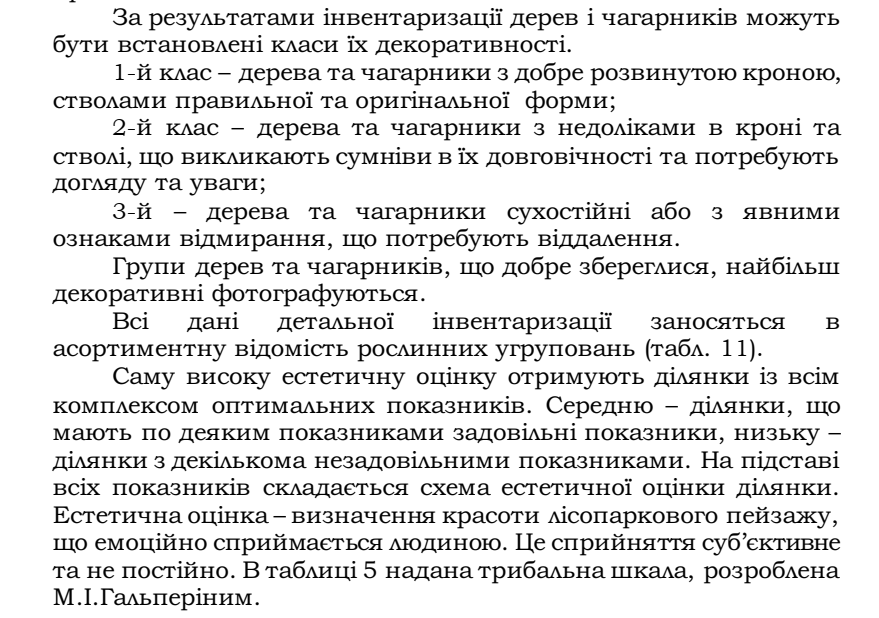 За результатами інвентаризації дерев і чагарників можуть
бути встановлені класи їх декоративності.
1-й клас – дерева та чагарники з добре розвинутою кроною,
стволами правильної та оригінальної форми;
2-й клас – дерева та чагарники з недоліками в кроні та
стволі, що викликають сумніви в їх довговічності та потребують
догляду та уваги;
3-й – дерева та чагарники сухостійні або з явними
ознаками відмирання, що потребують віддалення.
Групи дерев та чагарників, що добре збереглися, найбільш
декоративні фотографуються.
Всі дані детальної інвентаризації заносяться в
асортиментну відомість рослинних угруповань (табл. 11).
Саму високу естетичну оцінку отримують ділянки із всім
комплексом оптимальних показників. Середню – ділянки, що
мають по деяким показниками задовільні показники, низьку –
ділянки з декількома незадовільними показниками. На підставі
всіх показників складається схема естетичної оцінки ділянки.
Естетична оцінка – визначення красоти лісопаркового пейзажу,
що емоційно сприймається людиною. Це сприйняття суб’єктивне
та не постійно. В таблиці 5 надана трибальна шкала, розроблена
М.І.Гальперіним.